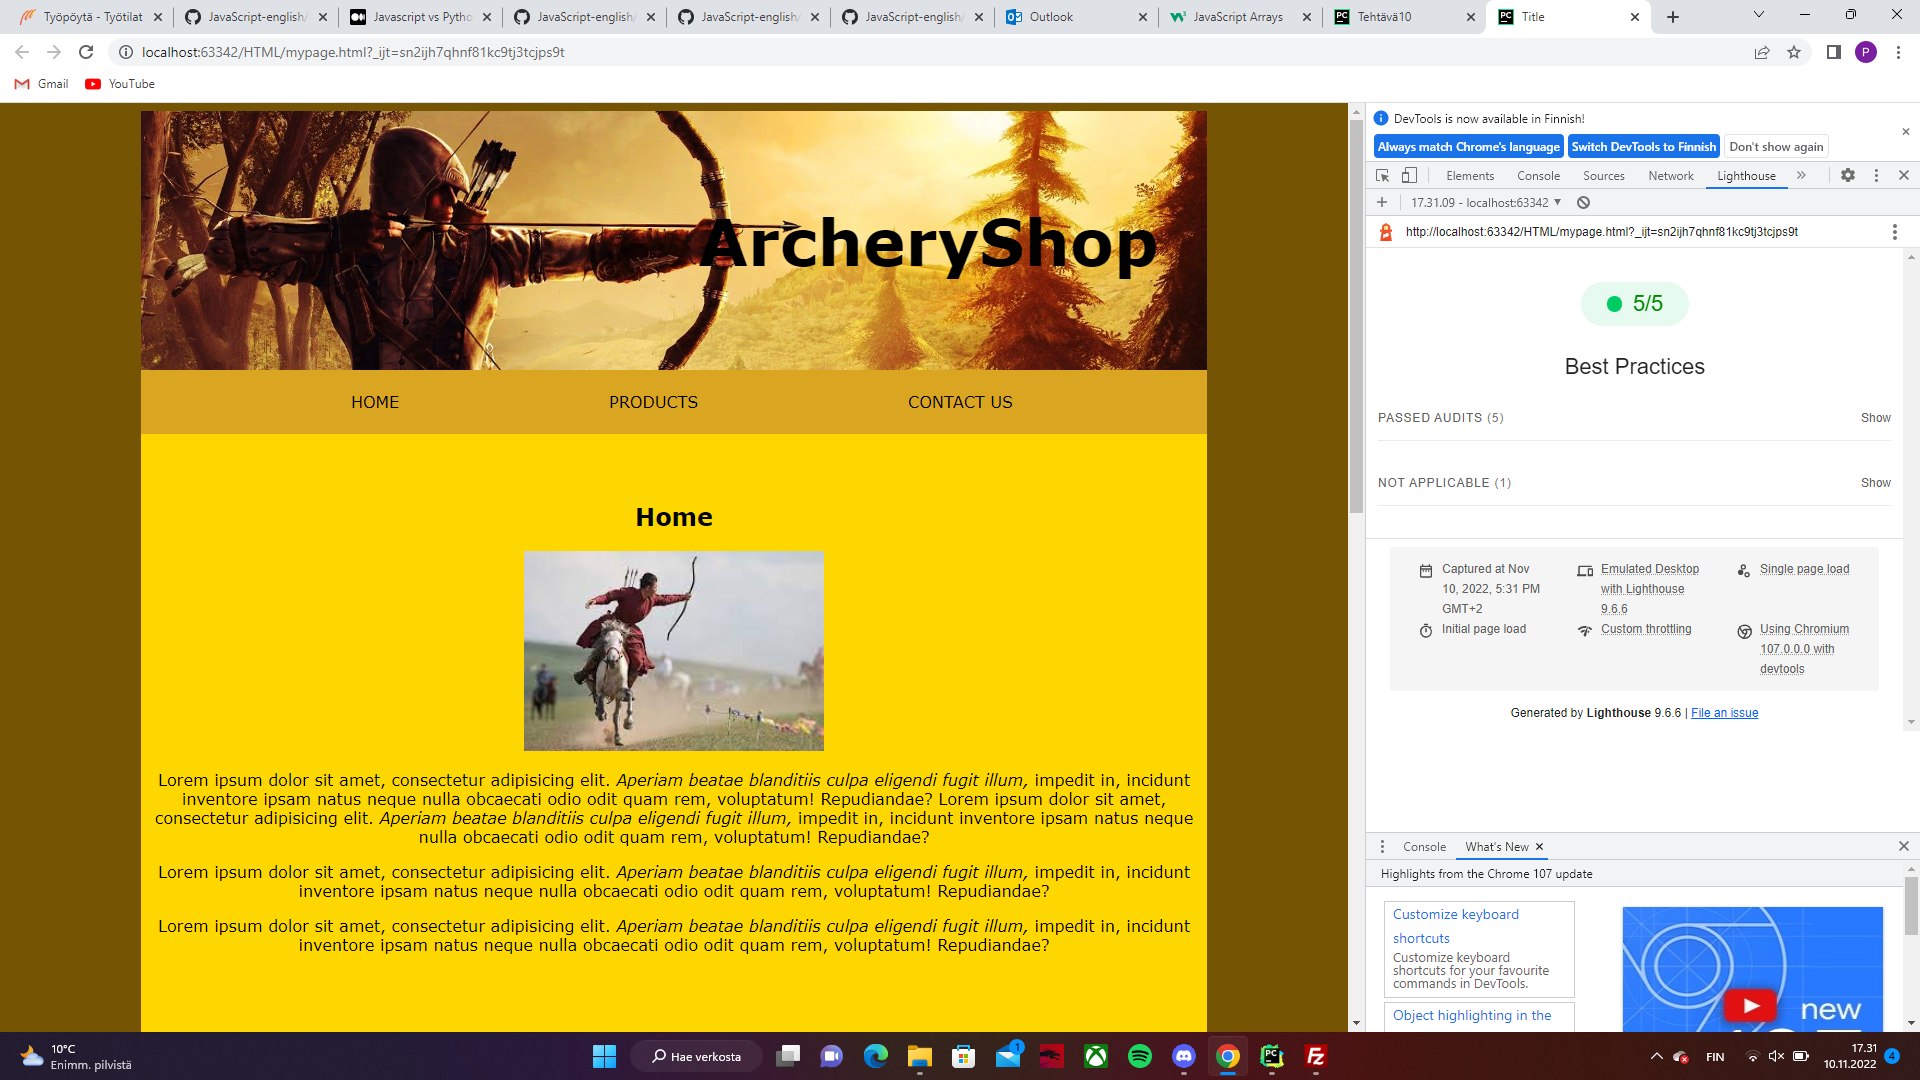 Työpöytä - Työtilat
JavaScript-english/
Javascript vs Pytho
JavaScript-english/
JavaScript-english/
JavaScript-english/
Outlook
JavaScript Arrays
Tehtävä10
Title
localhost:63342/HTML/mypage.html?_ijt=sn2ijh7qhnf81kc9tj3tcjps9t
P
Gmail
YouTube
ArcheryShop
HOME
PRODUCTS
CONTACT US
Home
Lorem ipsum dolor sit amet, consectetur adipisicing elit. Aperiam beatae blanditiis culpa eligendi fugit illum, impedit in, incidunt
inventore ipsam natus neque nulla obcaecati odio odit quam rem, voluptatum! Repudiandae? Lorem ipsum dolor sit amet,
consectetur adipisicing elit. Aperiam beatae blanditiis culpa eligendi fugit illum, impedit in, incidunt inventore ipsam natus neque
nulla obcaecati odio odit quam rem, voluptatum! Repudiandae?
Lorem ipsum dolor sit amet, consectetur adipisicing elit. Aperiam beatae blanditiis culpa eligendi fugit illum, impedit in, incidunt
inventore ipsam natus neque nulla obcaecati odio odit quam rem, voluptatum! Repudiandae?
Lorem ipsum dolor sit amet, consectetur adipisicing elit. Aperiam beatae blanditiis culpa eligendi fugit illum, impedit in, incidunt
inventore ipsam natus neque nulla obcaecati odio odit quam rem, voluptatum! Repudiandae?
DevTools is now available in Finnish!
Always match Chrome's language
Switch DevTools to Finnish
Don't show again
Elements
Console
Sources
Network
Lighthouse
17.31.09 - localhost:63342
http://localhost:63342/HTML/mypage.html?_ijt=sn2ijh7qhnf81kc9tj3tcjps9t
5/5
Best Practices
PASSED AUDITS (5)
Show
NOT APPLICABLE (1)
Show
Captured at Nov
10, 2022, 5:31 PM
GMT+2
Emulated Desktop
with Lighthouse
9.6.6
Single page load
Initial page load
Custom throttling
Using Chromium
107.0.0.0 with
devtools
Generated by Lighthouse 9.6.6 | File an issue
Console
What's New
Highlights from the Chrome 107 update
Customize keyboard
shortcuts
Customize keyboard
shortcuts for your favourite
commands in DevTools.
Object highlighting in the
new
10°C
Enimm. pilvistä
Hae verkosta
1
FIN
17.31
10.11.2022
4